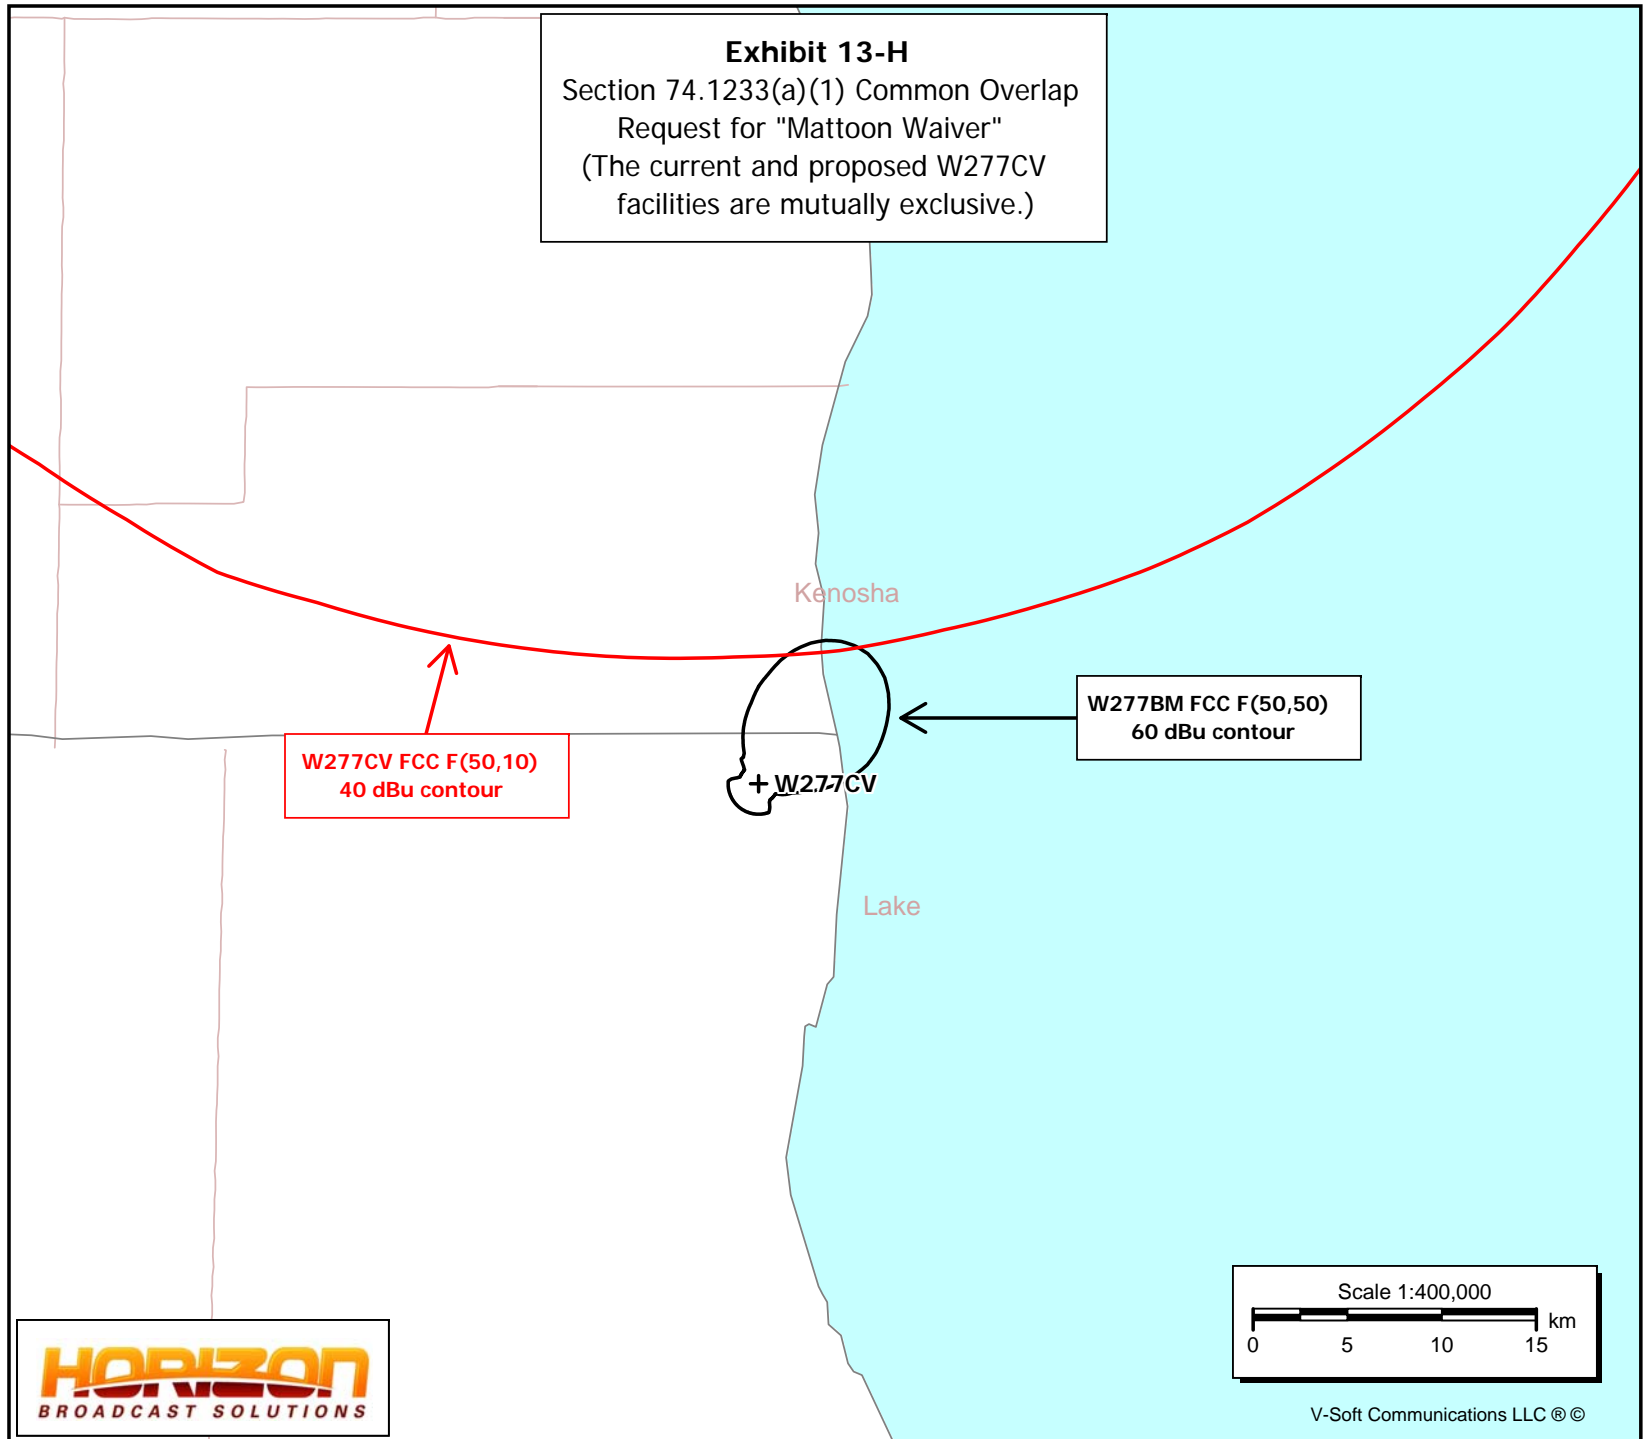 Exhibit 13-H
Section 74.1233(a)(1) Common Overlap
Request for "Mattoon Waiver"
(The current and proposed W277CV
facilities are mutually exclusive.)
Kenosha
W277BM FCC F(50,50)
60 dBu contour
W277CV FCC F(50,10)
40 dBu contour
W277CV
Lake
Scale 1:400,000
km
0 5 10 15
HORIZON
BROADCAST SOLUTIONS
V-Soft Communications LLC ® ©